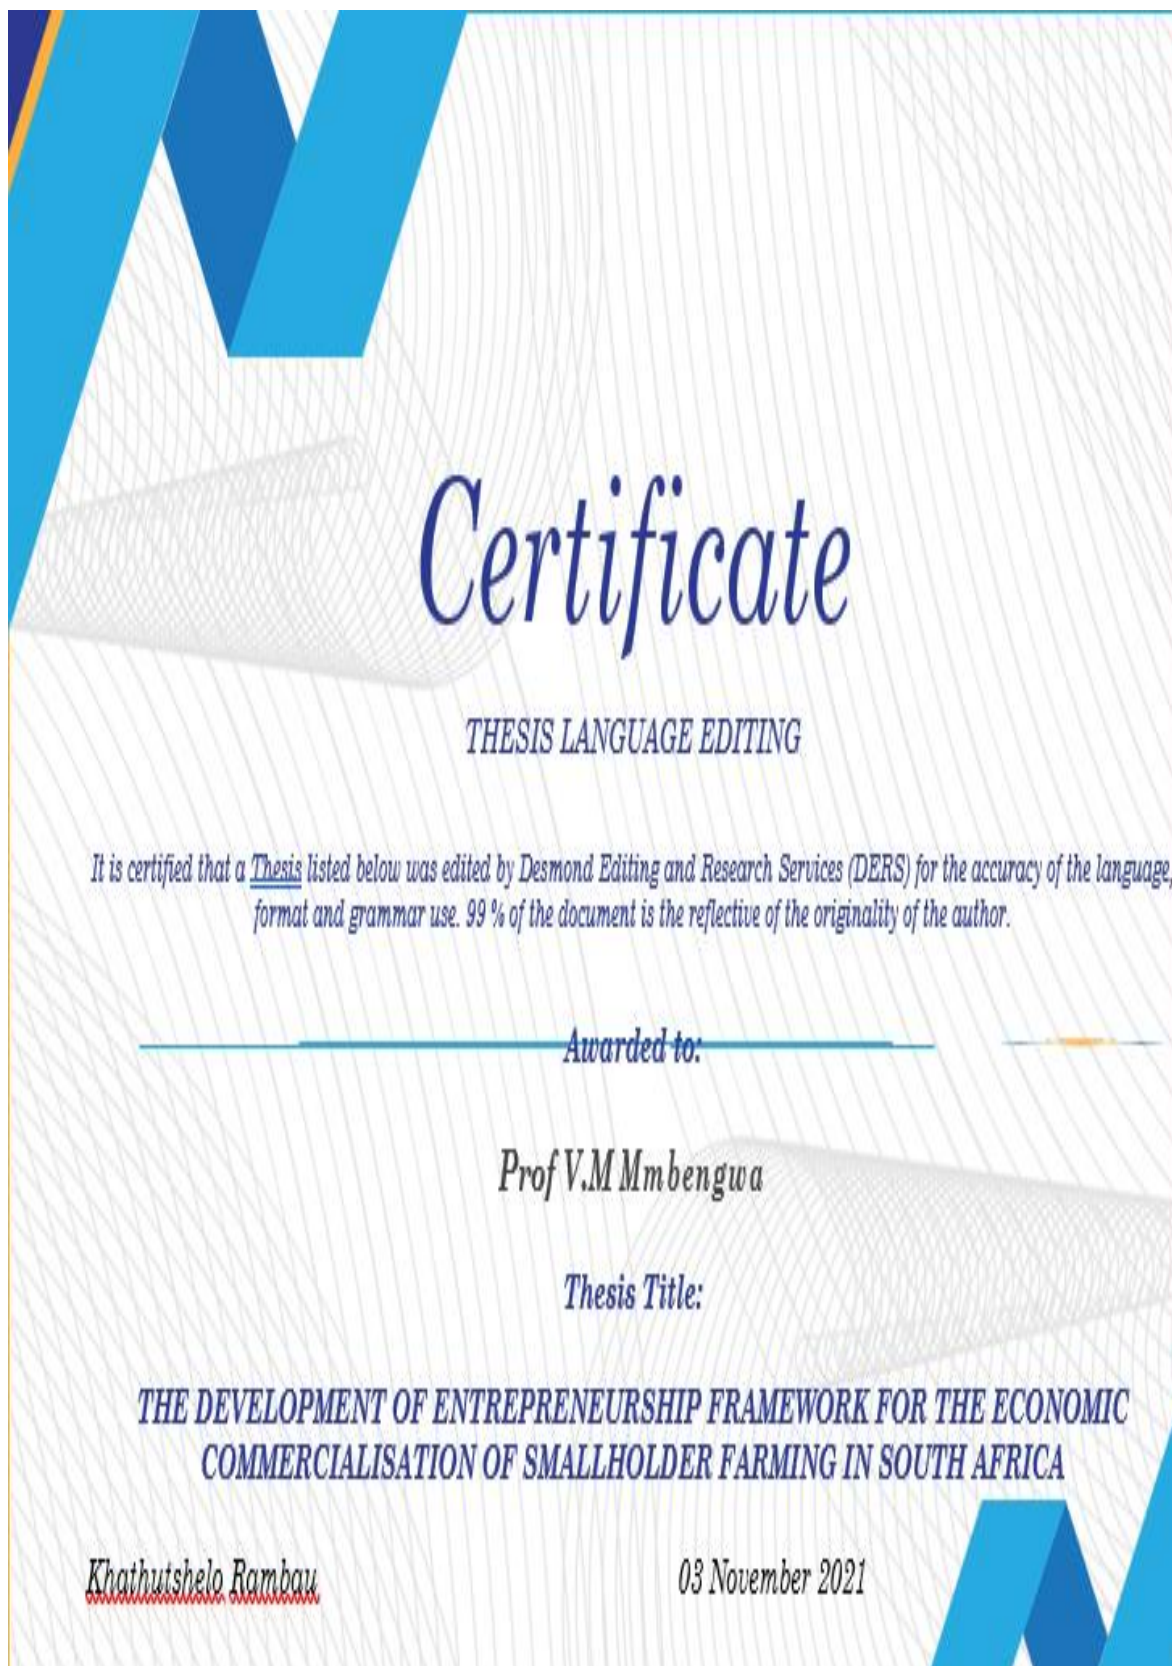 Certificate
THESIS LANGUAGE EDITING
It is certified that a Thesis listed below was edited by Desmond Editing and Research Services (DERS) for the accuracy of the language,
format and grammar use. 99 % of the document is the reflective of the originality of the author.
Awarded to:
Prof V.M Mmbengwa
Thesis Title:
THE DEVELOPMENT OF ENTREPRENEURSHIP FRAMEWORK FOR THE ECONOMIC
COMMERCIALISATION OF SMALLHOLDER FARMING IN SOUTH AFRICA
Khathutshelo Rambau 03 November 2021